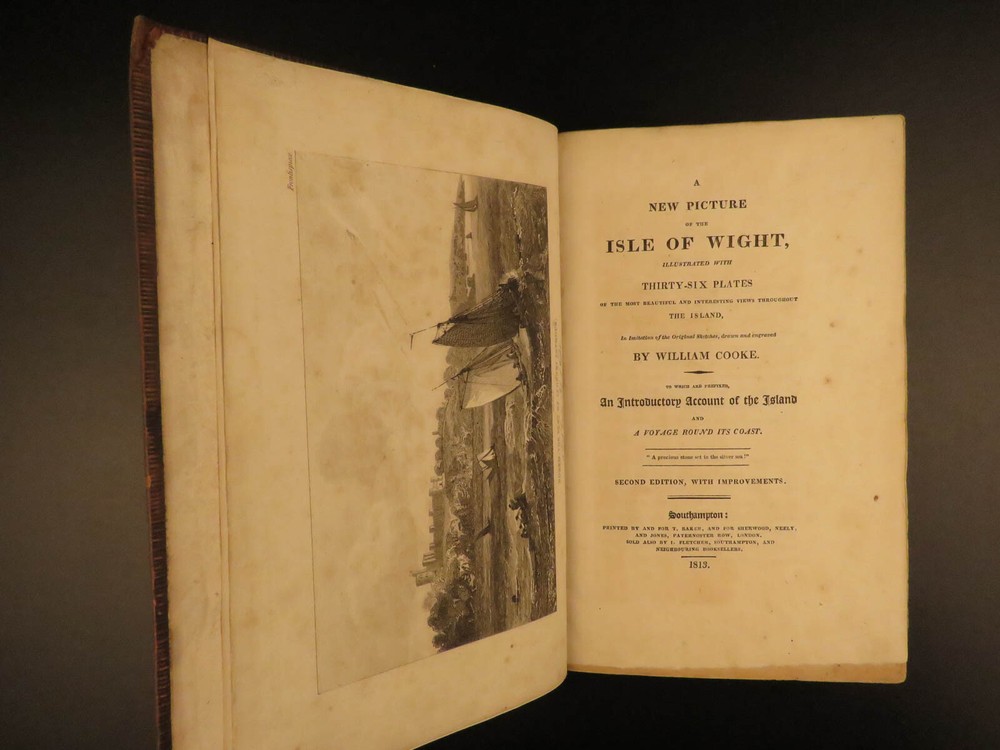 Frontispiece
A
NEW PICTURE
OF THE
ISLE OF WIGHT,
ILLUSTRATED WITH
THIRTY-SIX PLATES
OF THE MOST BEAUTIFUL AND INTERESTING VIEWS THROUGHOUT
THE ISLAND,
In Imitation of the Original Sketches, drawn and engraved
BY WILLIAM COOKE.
TO WHICH ARE PREFIXED,
An Introductory Account of the Island
AND
A VOYAGE ROUND ITS COAST.
"A precious stone set in the silver sea!"
SECOND EDITION, WITH IMPROVEMENTS.
Southampton:
PRINTED BY AND FOR T. BAKER, AND FOR SHERWOOD, NEELY,
AND JONES, PATERNOSTER ROW, LONDON.
SOLD ALSO BY I. FLETCHER, SOUTHAMPTON, AND
NEIGHBOURING BOOKSELLERS,
1813.